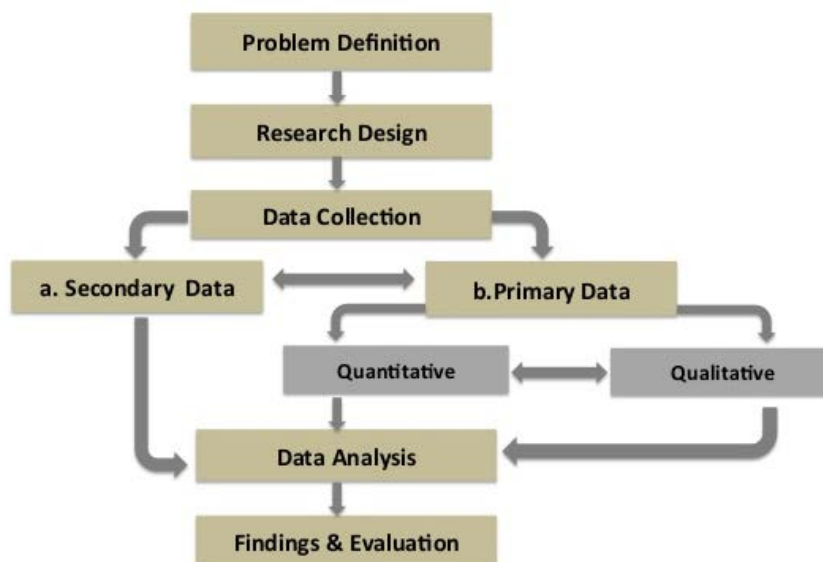 Problem Definition
Research Design
Data Collection
a. Secondary Data
b.Primary Data
Quantitative
Qualitative
Data Analysis
Findings & Evaluation